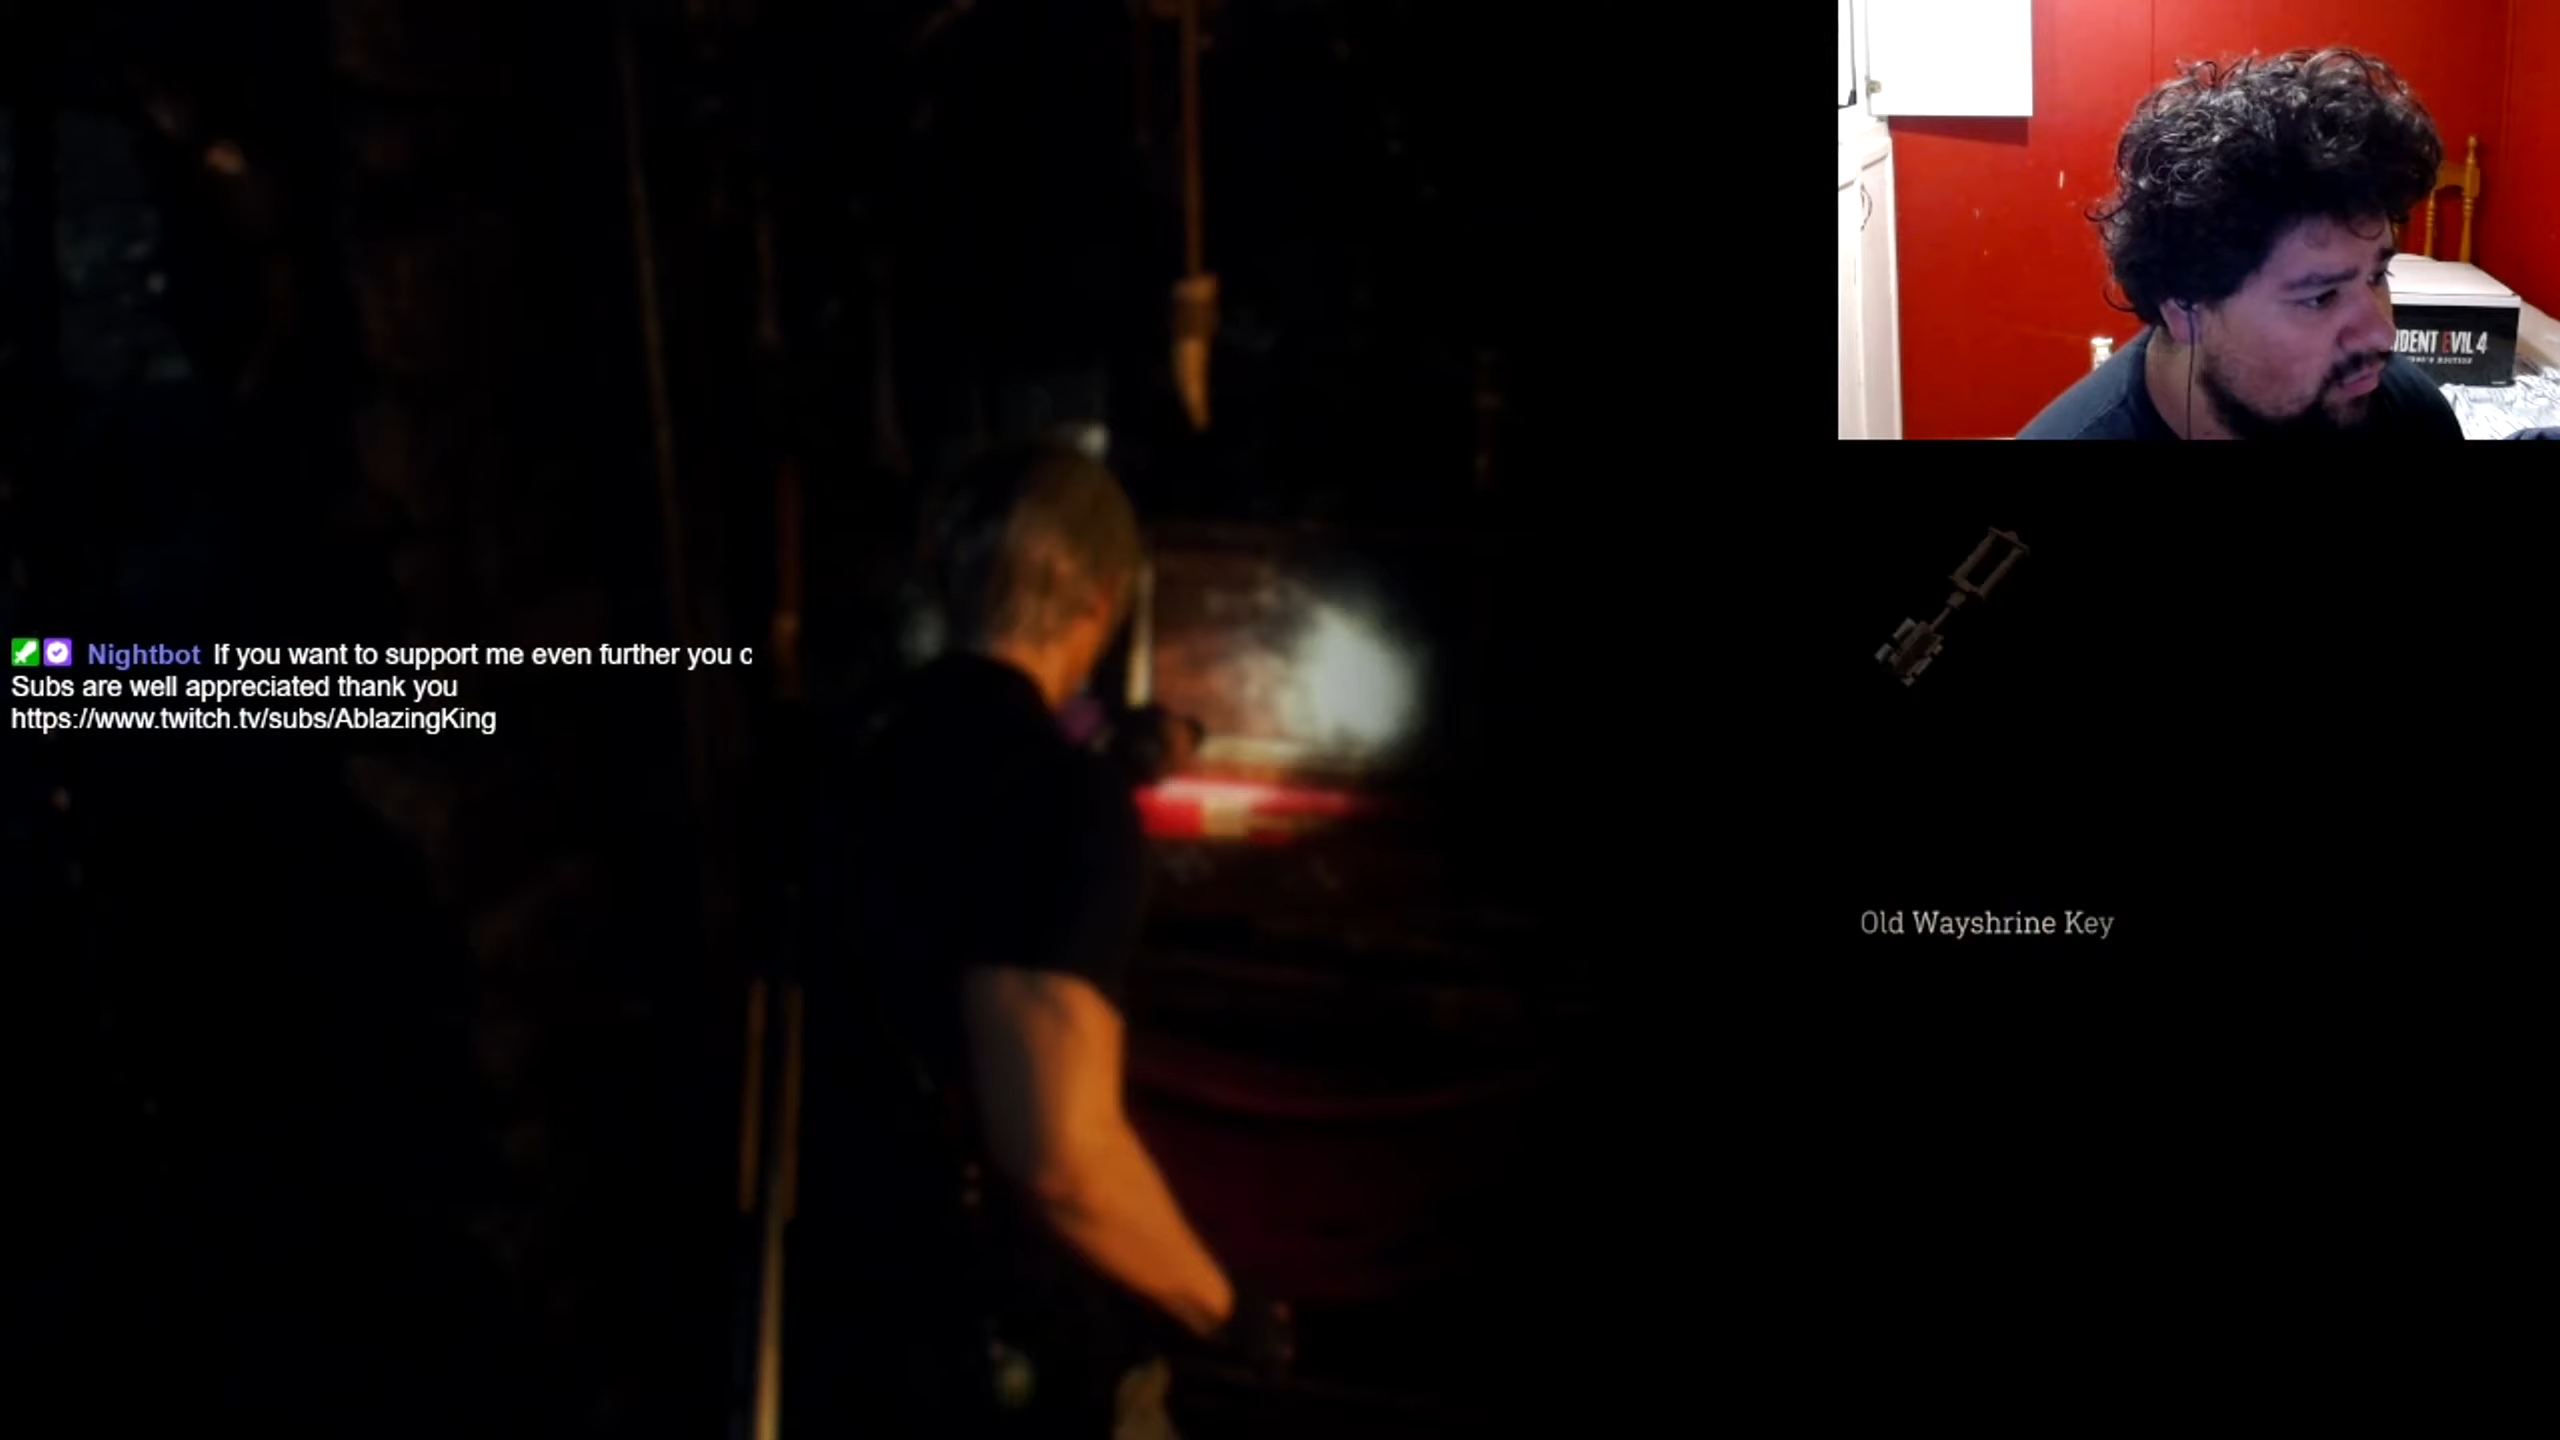 Nightbot If you want to support me even further you c
Subs are well appreciated thank you
https://www.twitch.tv/subs/AblazingKing
IDENT EVIL 4
Old Wayshrine Key